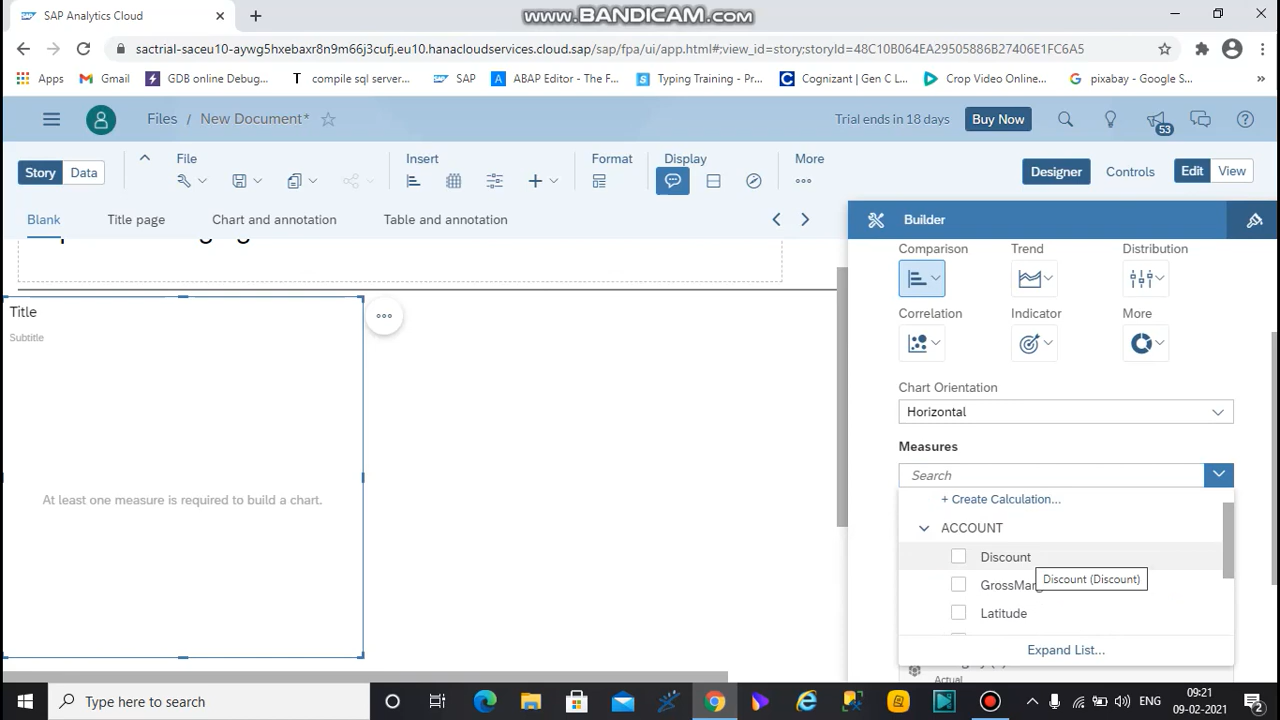 SAP Analytics Cloud
www.BANDICAM.com
sactrial-saceu10-aywg5hxebaxr8n9m66j3cufj.eu10.hanacloudservices.cloud.sap/sap/fpa/ui/app.html#;view_id=story;storyId=48C10B064EA29505886B27406E1FC6A5
Apps Gmail GDB online Debug... compile sql server... SAP ABAP Editor - The F... Typing Training - Pr... Cognizant | Gen C L... Crop Video Online... pixabay - Google S...
Files / New Document*
Trial ends in 18 days Buy Now 53
File Insert Format Display More
Story Data
Designer Controls Edit View
Blank Title page Chart and annotation Table and annotation
Builder
Comparison Trend Distribution
Correlation Indicator More
Title
Subtitle
At least one measure is required to build a chart.
Chart Orientation
Horizontal
Measures
Search
+ Create Calculation...
ACCOUNT
Discount
Discount (Discount)
Latitude
Expand List...
Actual
Type here to search
ENG
09:21
09-02-2021
2